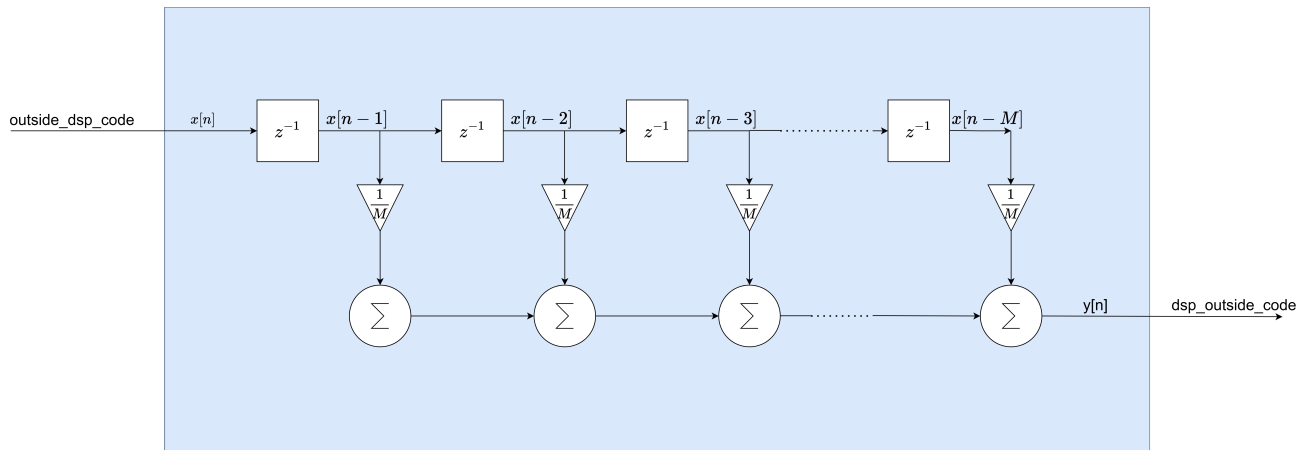 outside_dsp_code
x[n]
z⁻¹
x[n − 1]
z⁻¹
x[n − 2]
z⁻¹
x[n − 3]
z⁻¹
x[n − M]
1/M
1/M
1/M
1/M
∑
∑
∑
∑
y[n]
dsp_outside_code